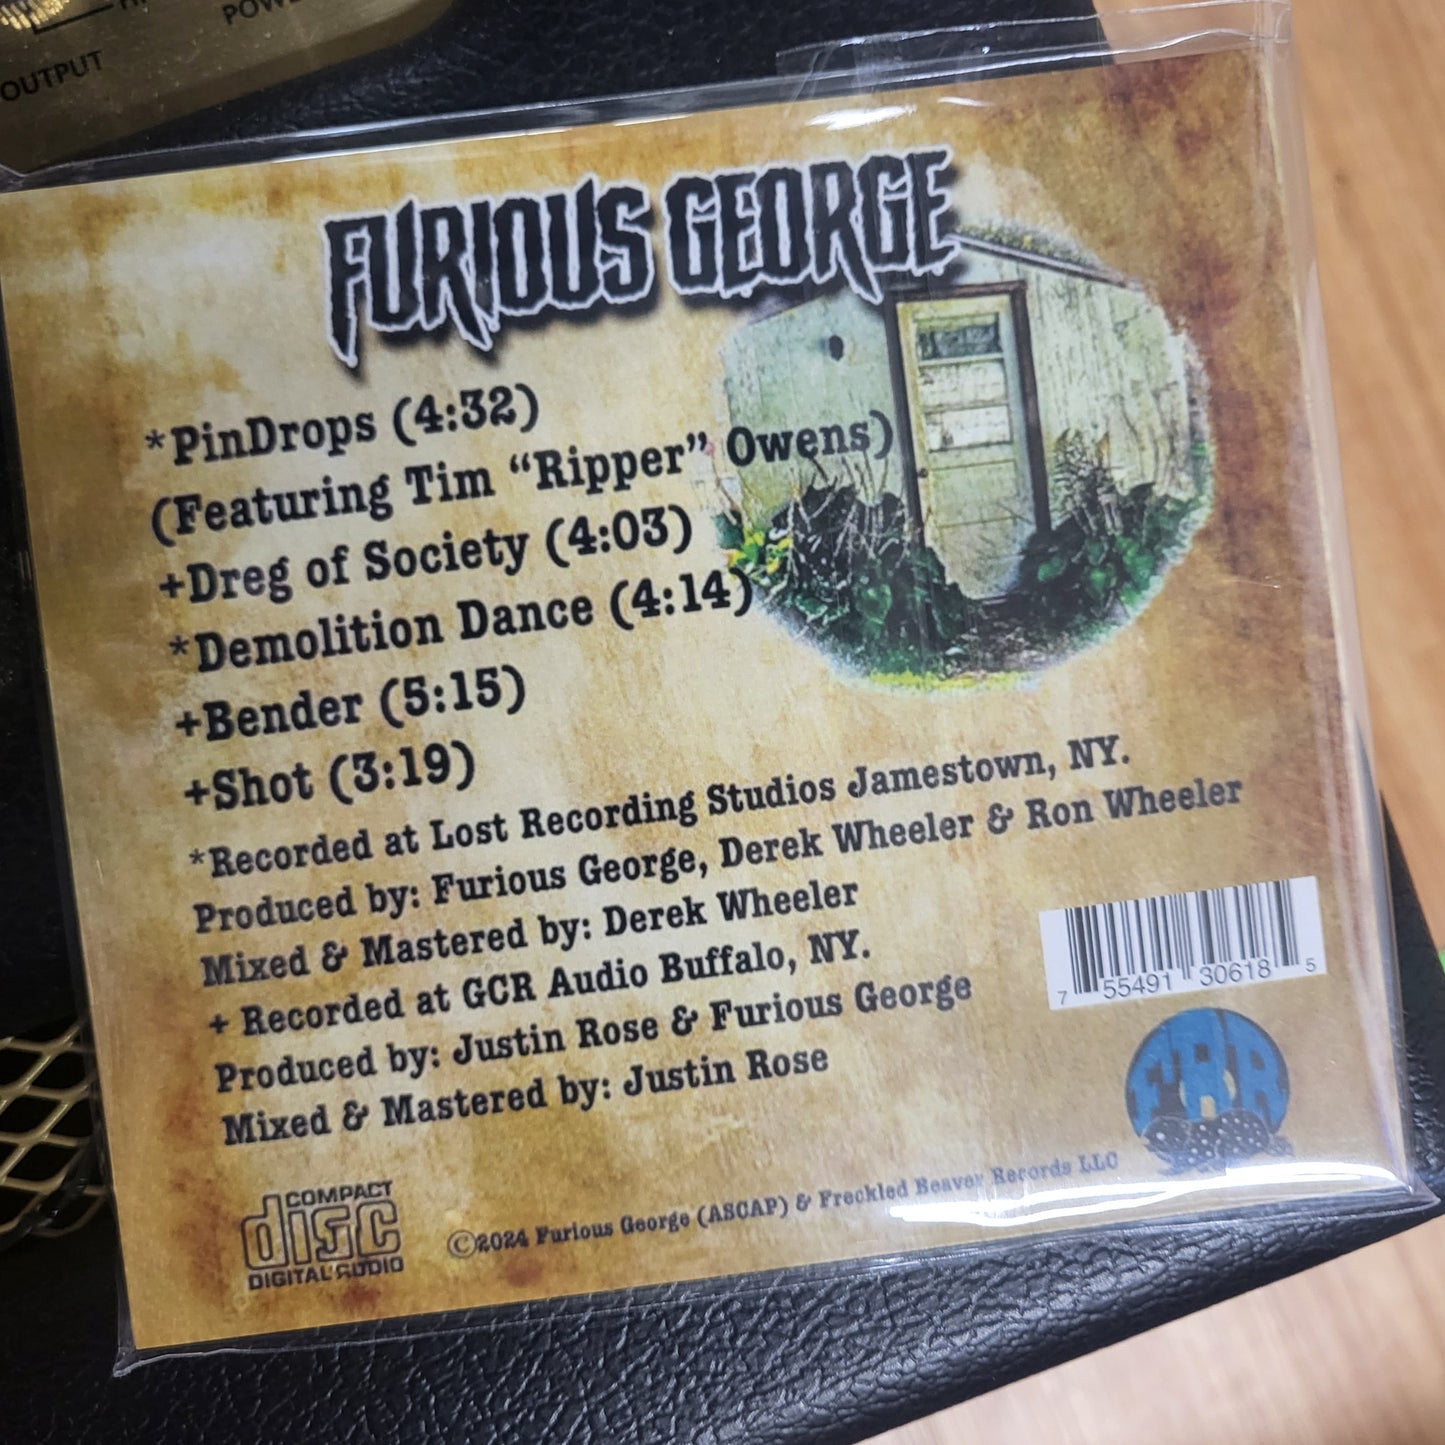 OUTPUT
FURIOUS GEORGE
*PinDrops (4:32)
(Featuring Tim “Ripper” Owens)
+Dreg of Society (4:03)
*Demolition Dance (4:14)
+Bender (5:15)
+Shot (3:19)
*Recorded at Lost Recording Studios Jamestown, NY.
Produced by: Furious George, Derek Wheeler & Ron Wheeler
Mixed & Mastered by: Derek Wheeler
+ Recorded at GCR Audio Buffalo, NY.
Produced by: Justin Rose & Furious George
Mixed & Mastered by: Justin Rose
7 55491 30618 5
FBR
COMPACT
disc
DIGITAL AUDIO
©2024 Furious George (ASCAP) & Freckled Beaver Records LLC